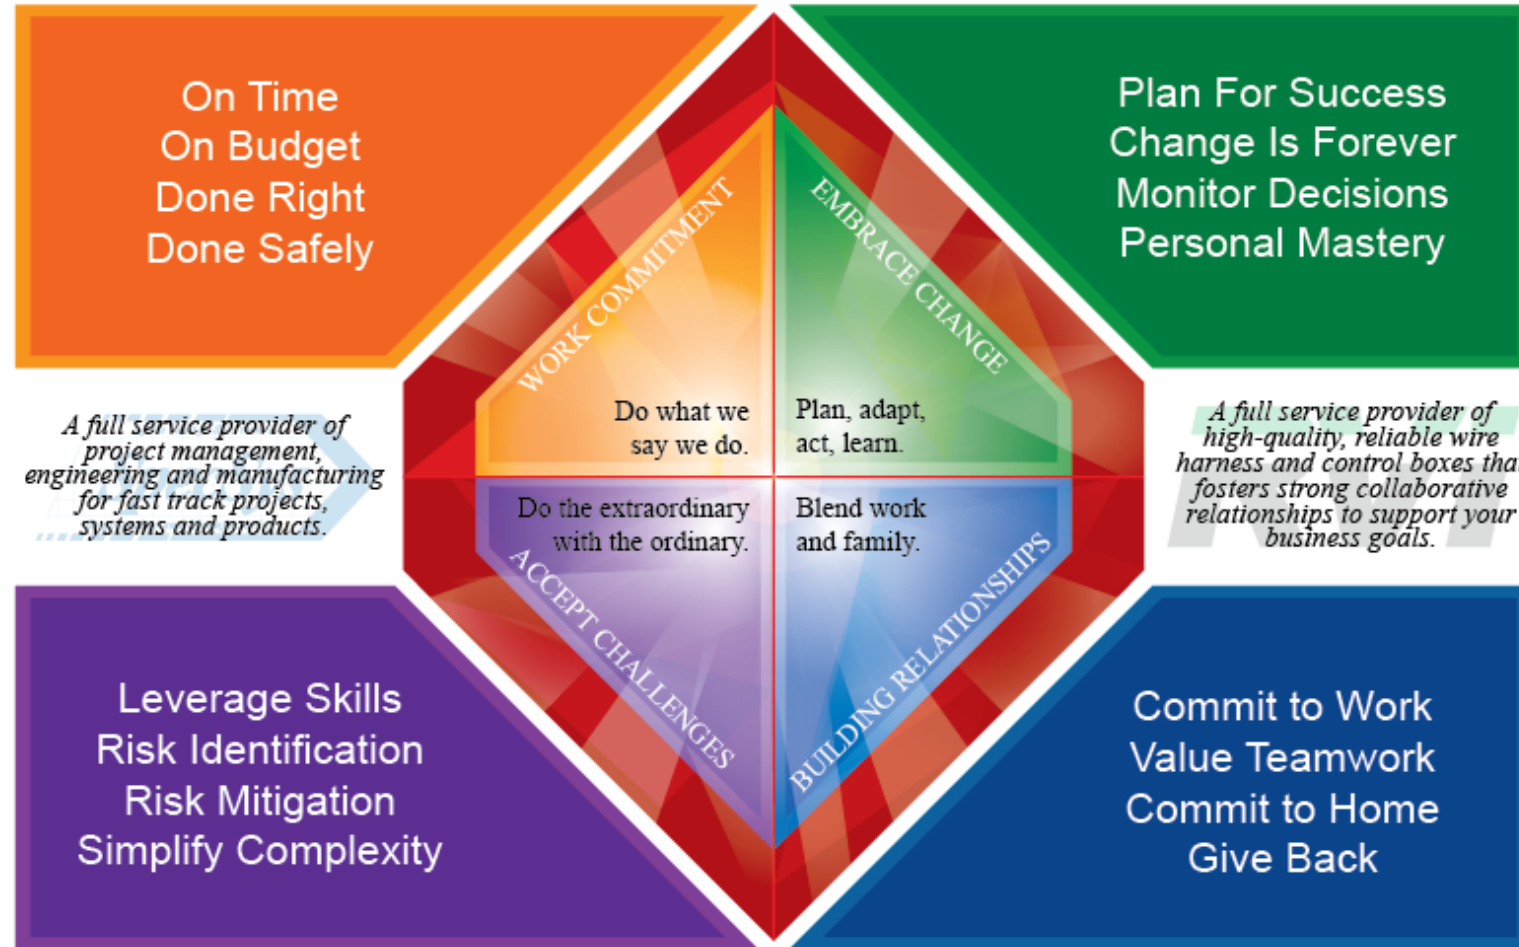 On Time
On Budget
Done Right
Done Safely
Plan For Success
Change Is Forever
Monitor Decisions
Personal Mastery
WORK COMMITMENT
EMBRACE CHANGE
Do what we
say we do.
Plan, adapt,
act, learn.
A full service provider of
project management,
engineering and manufacturing
for fast track projects,
systems and products.
A full service provider of
high-quality, reliable wire
harness and control boxes that
fosters strong collaborative
relationships to support your
business goals.
Do the extraordinary
with the ordinary.
Blend work
and family.
ACCEPT CHALLENGES
BUILDING RELATIONSHIPS
Leverage Skills
Risk Identification
Risk Mitigation
Simplify Complexity
Commit to Work
Value Teamwork
Commit to Home
Give Back